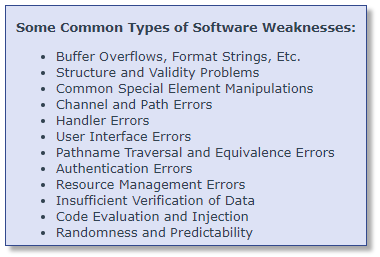 Some Common Types of Software Weaknesses:
• Buffer Overflows, Format Strings, Etc.
• Structure and Validity Problems
• Common Special Element Manipulations
• Channel and Path Errors
• Handler Errors
• User Interface Errors
• Pathname Traversal and Equivalence Errors
• Authentication Errors
• Resource Management Errors
• Insufficient Verification of Data
• Code Evaluation and Injection
• Randomness and Predictability